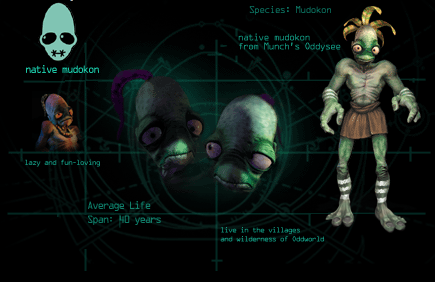 Species: Mudokon
native mudokon
from Munch's Oddysee
native mudokon
lazy and fun-loving
Average Life
Span: 40 years
live in the villages
and wilderness of Oddworld